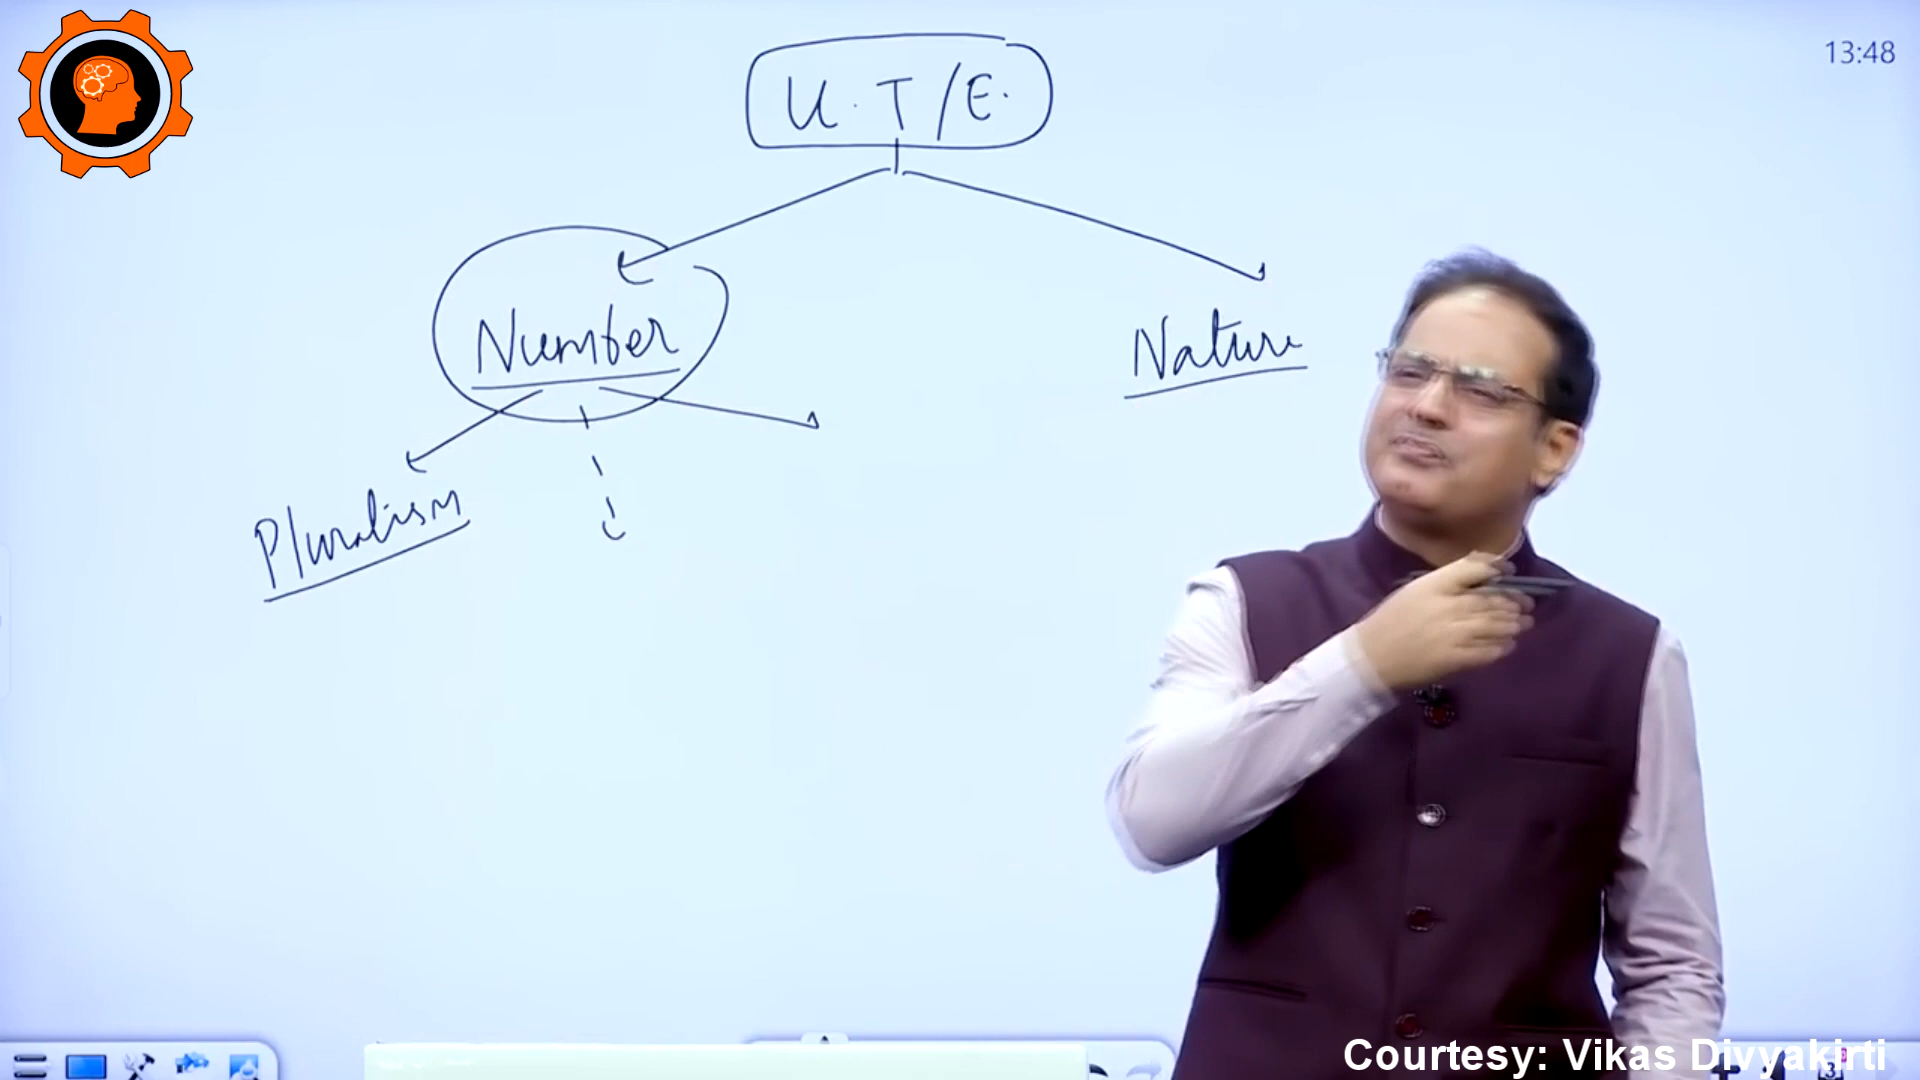 13:48
U.T/E.
Number
Nature
Pluralism
Courtesy: Vikas Divyakirti